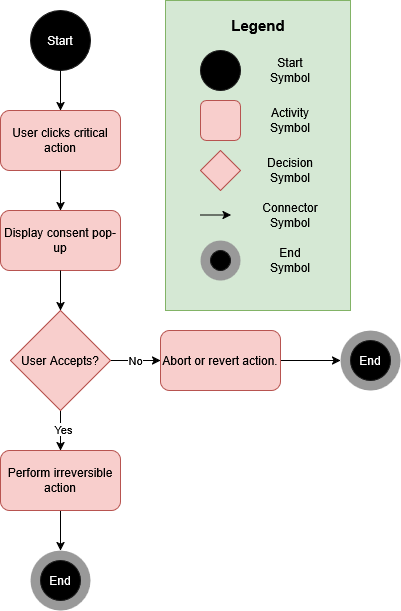 Start
User clicks critical
action
Display consent pop-
up
User Accepts?
No
Abort or revert action.
End
Yes
Perform irreversible
action
End
Legend
Start
Symbol
Activity
Symbol
Decision
Symbol
Connector
Symbol
End
Symbol